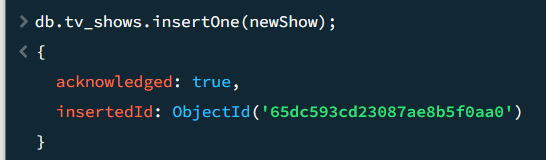 > db.tv_shows.insertOne(newShow);
< {
acknowledged: true,
insertedId: ObjectId('65dc593cd23087ae8b5f0aa0')
}